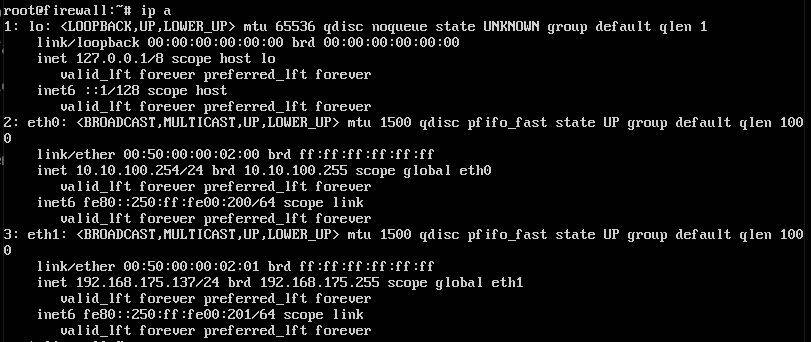 root@firewall:~# ip a
1: lo: <LOOPBACK,UP,LOWER_UP> mtu 65536 qdisc noqueue state UNKNOWN group default qlen 1
    link/loopback 00:00:00:00:00:00 brd 00:00:00:00:00:00
    inet 127.0.0.1/8 scope host lo
       valid_lft forever preferred_lft forever
    inet6 ::1/128 scope host
       valid_lft forever preferred_lft forever
2: eth0: <BROADCAST,MULTICAST,UP,LOWER_UP> mtu 1500 qdisc pfifo_fast state UP group default qlen 100
0
    link/ether 00:50:00:00:02:00 brd ff:ff:ff:ff:ff:ff
    inet 10.10.100.254/24 brd 10.10.100.255 scope global eth0
       valid_lft forever preferred_lft forever
    inet6 fe80::250:ff:fe00:200/64 scope link
       valid_lft forever preferred_lft forever
3: eth1: <BROADCAST,MULTICAST,UP,LOWER_UP> mtu 1500 qdisc pfifo_fast state UP group default qlen 100
0
    link/ether 00:50:00:00:02:01 brd ff:ff:ff:ff:ff:ff
    inet 192.168.175.137/24 brd 192.168.175.255 scope global eth1
       valid_lft forever preferred_lft forever
    inet6 fe80::250:ff:fe00:201/64 scope link
       valid_lft forever preferred_lft forever